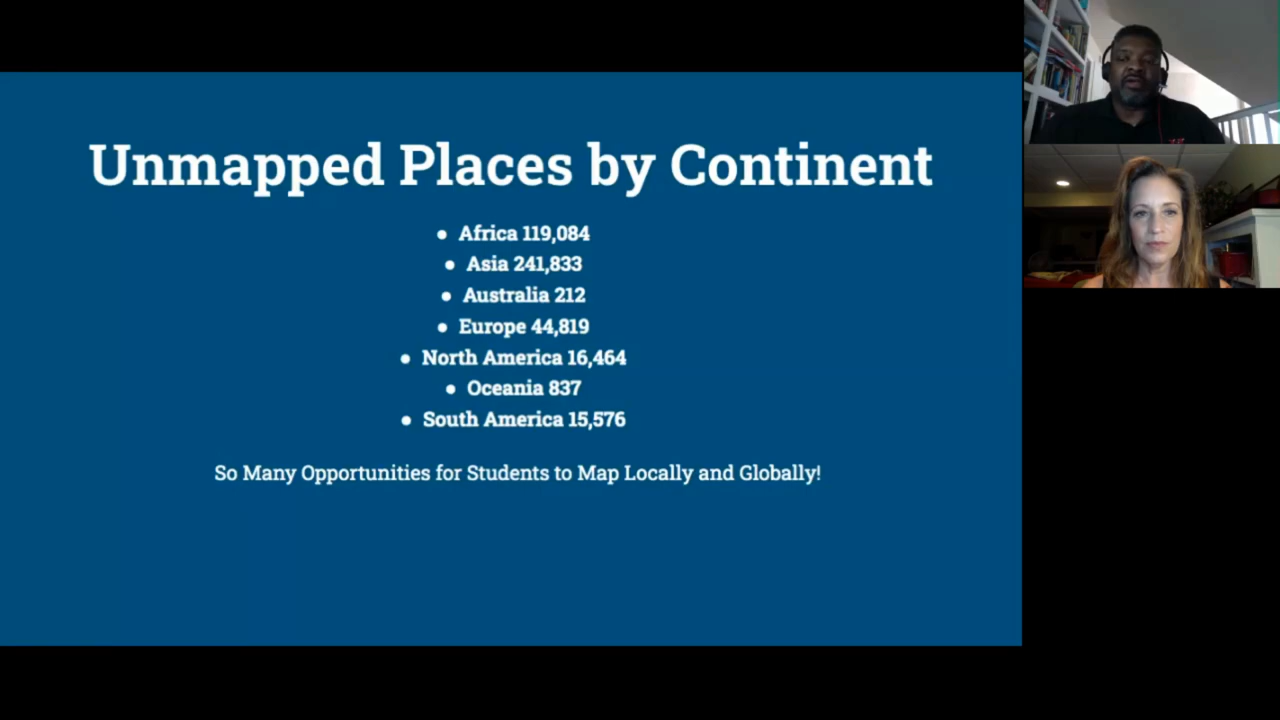 Unmapped Places by Continent
● Africa 119,084
● Asia 241,833
● Australia 212
● Europe 44,819
● North America 16,464
● Oceania 837
● South America 15,576
So Many Opportunities for Students to Map Locally and Globally!